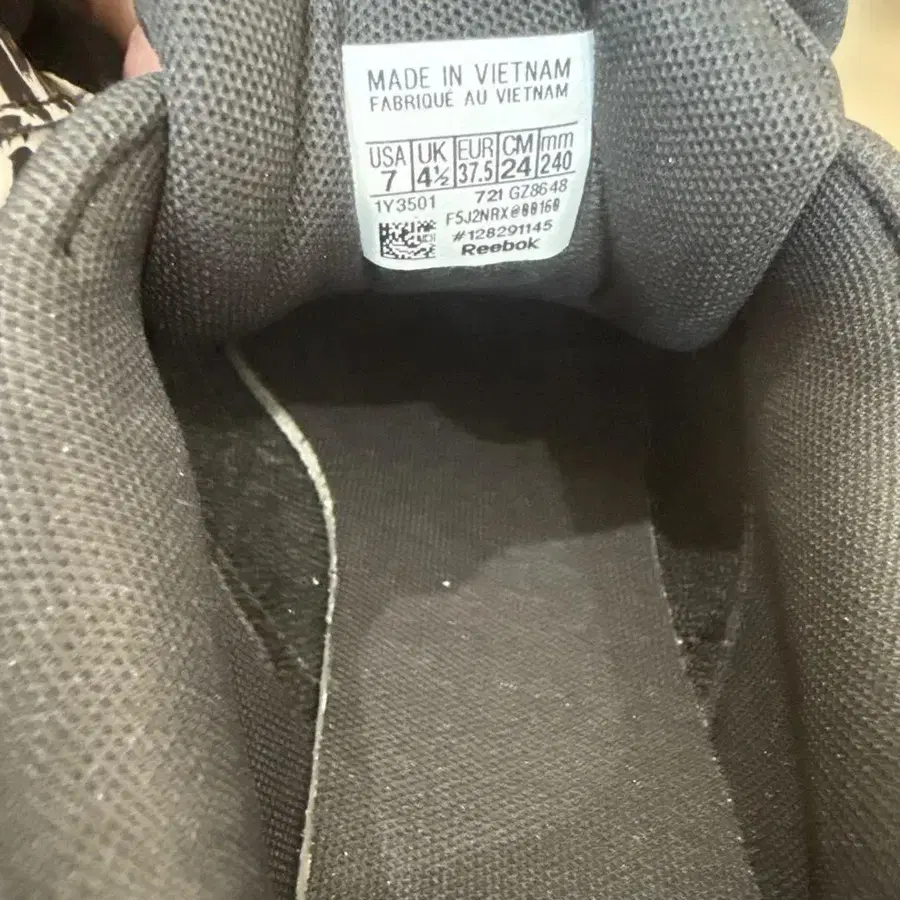 MADE IN VIETNAM
FABRIQUÉ AU VIETNAM
USA UK EUR CM mm
7 4½ 37.5 24 240
1Y3501 721 GZ8648
F5J2NRX@00160
#128291145
Reebok